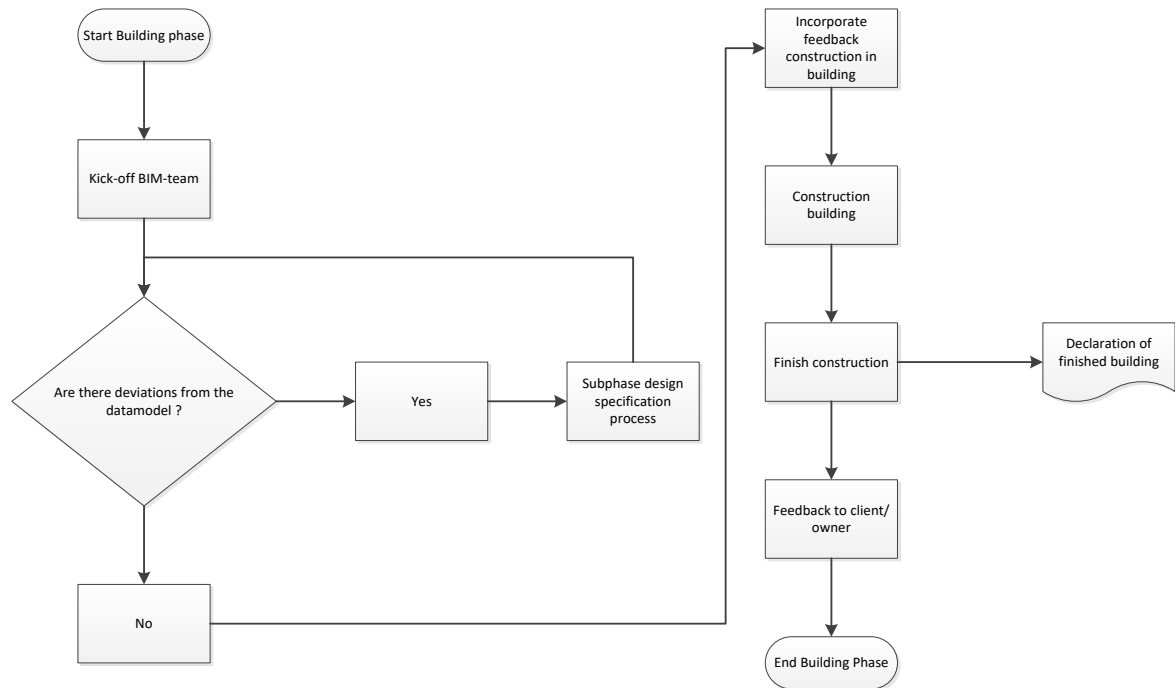 Start Building phase
Kick-off BIM-team
Are there deviations from the
datamodel ?
Yes
Subphase design
specification
process
No
Incorporate
feedback
construction in
building
Construction
building
Finish construction
Declaration of
finished building
Feedback to client/
owner
End Building Phase